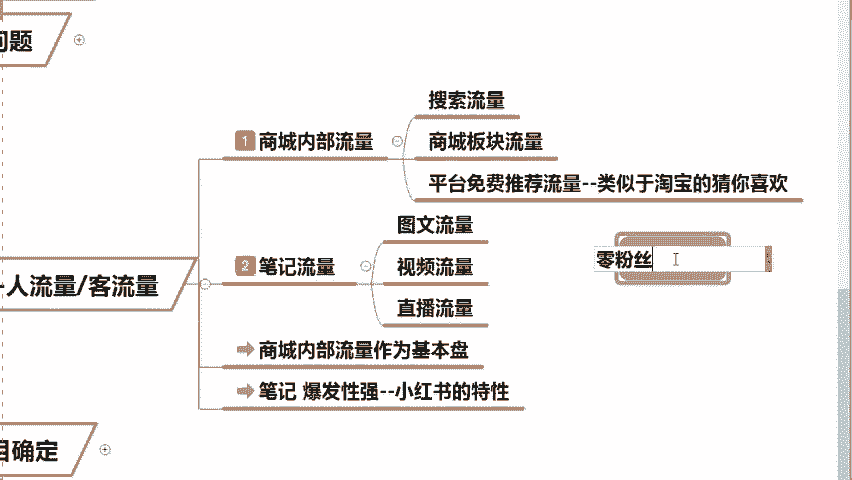 问题
1 商城内部流量
搜索流量
商城板块流量
平台免费推荐流量--类似于淘宝的猜你喜欢
人流量/客流量
2 笔记流量
图文流量
视频流量
直播流量
商城内部流量作为基本盘
笔记 爆发性强--小红书的特性
零粉丝
目确定